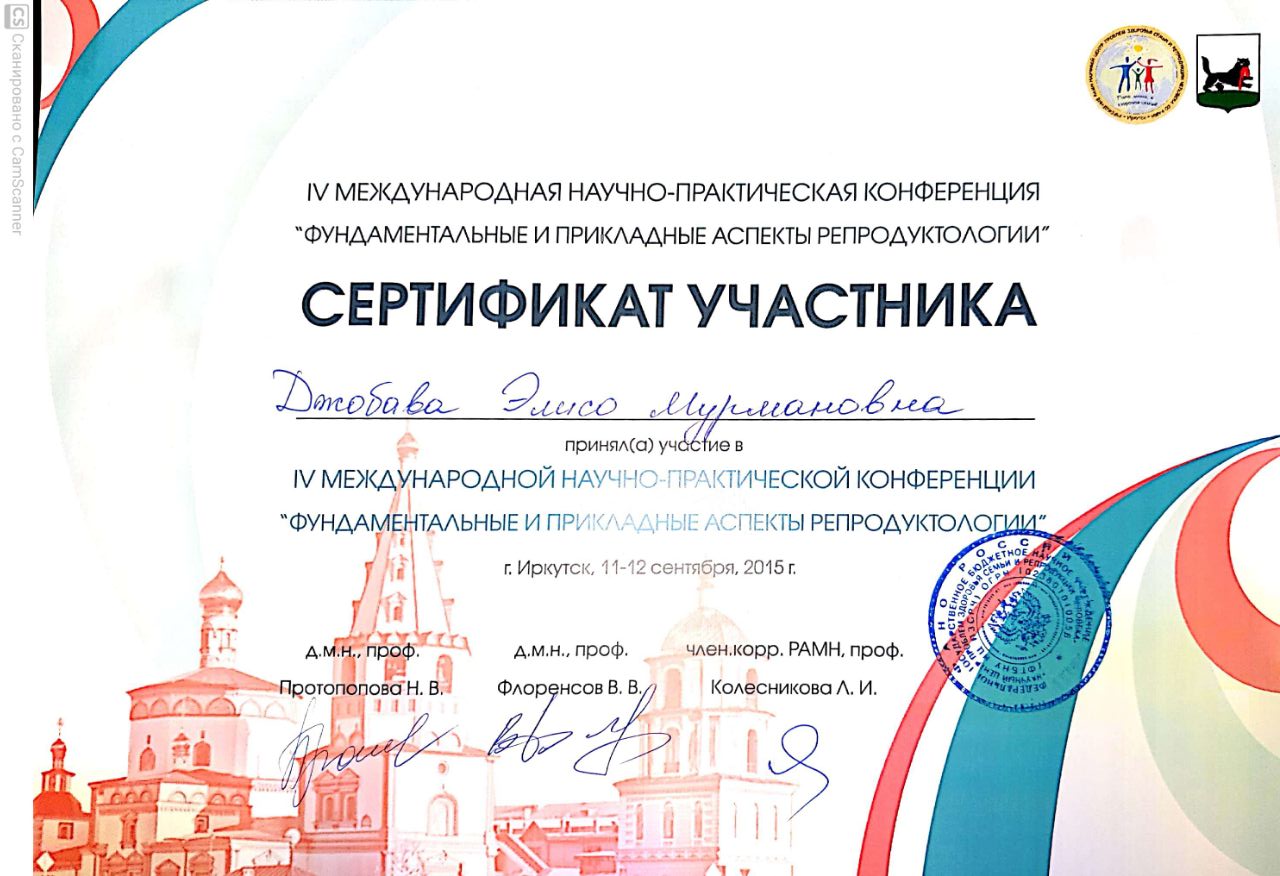 CS Сканировано с CamScanner
IV МЕЖДУНАРОДНАЯ НАУЧНО-ПРАКТИЧЕСКАЯ КОНФЕРЕНЦИЯ
"ФУНДАМЕНТАЛЬНЫЕ И ПРИКЛАДНЫЕ АСПЕКТЫ РЕПРОДУКТОЛОГИИ"
СЕРТИФИКАТ УЧАСТНИКА
Джобава Элисо Мурмановна
принял(а) участие в
IV МЕЖДУНАРОДНОЙ НАУЧНО-ПРАКТИЧЕСКОЙ КОНФЕРЕНЦИИ
"ФУНДАМЕНТАЛЬНЫЕ И ПРИКЛАДНЫЕ АСПЕКТЫ РЕПРОДУКТОЛОГИИ"
г. Иркутск, 11-12 сентября, 2015 г.
д.м.н., проф. д.м.н., проф. член.корр. РАМН, проф.
Протопопова Н. В. Флоренсов В. В. Колесникова Л. И.